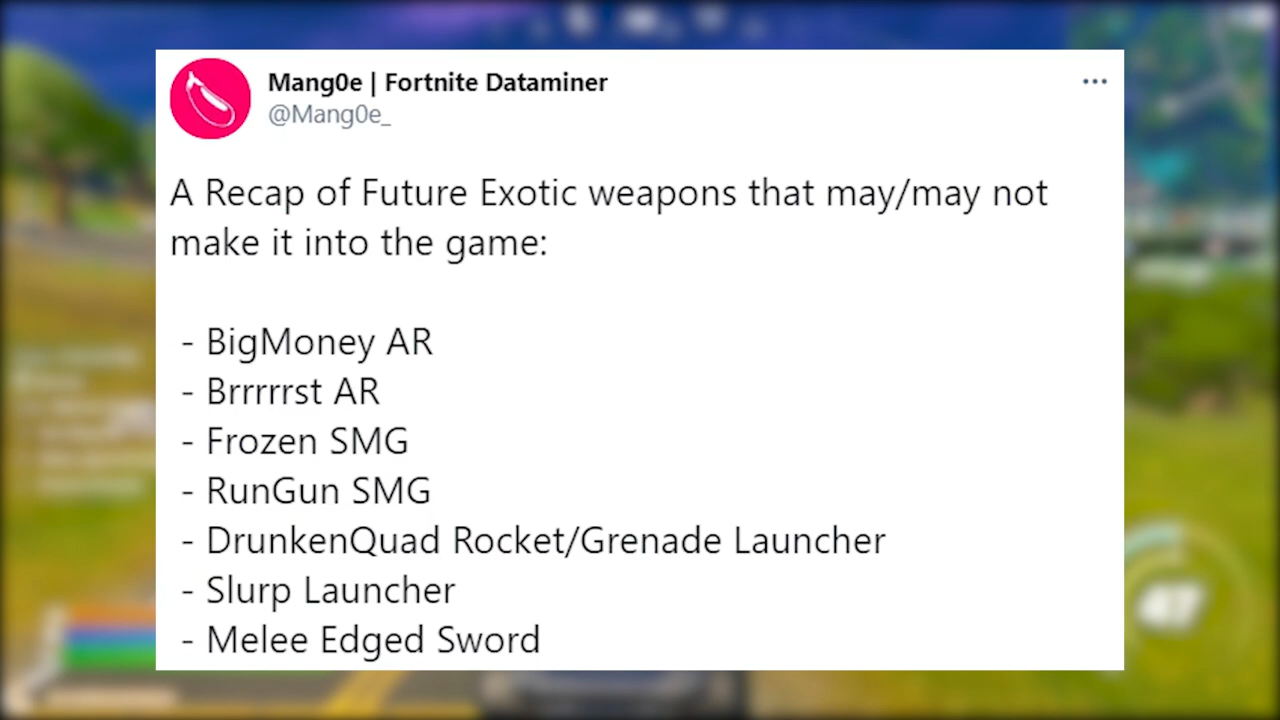 Mang0e | Fortnite Dataminer
@Mang0e_
A Recap of Future Exotic weapons that may/may not
make it into the game:
- BigMoney AR
- Brrrrrst AR
- Frozen SMG
- RunGun SMG
- DrunkenQuad Rocket/Grenade Launcher
- Slurp Launcher
- Melee Edged Sword